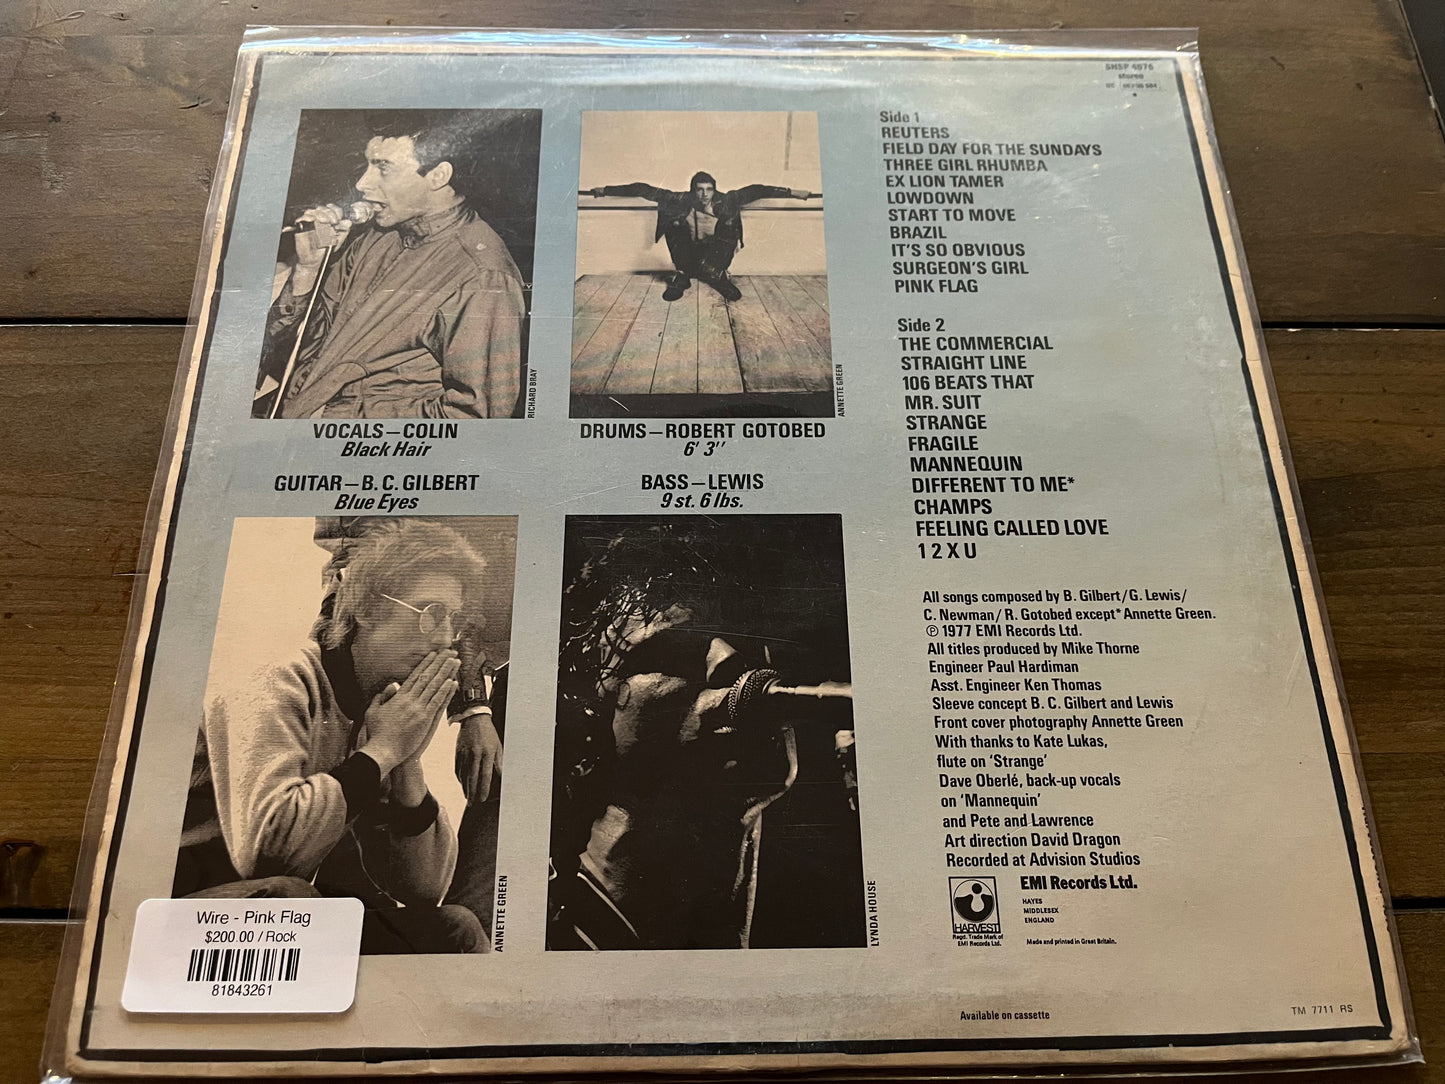 SHSP 4076
stereo
Side 1
REUTERS
FIELD DAY FOR THE SUNDAYS
THREE GIRL RHUMBA
EX LION TAMER
LOWDOWN
START TO MOVE
BRAZIL
IT'S SO OBVIOUS
SURGEON'S GIRL
PINK FLAG
Side 2
THE COMMERCIAL
STRAIGHT LINE
106 BEATS THAT
MR. SUIT
STRANGE
FRAGILE
MANNEQUIN
DIFFERENT TO ME*
CHAMPS
FEELING CALLED LOVE
1 2 X U
RICHARD BRAY
VOCALS—COLIN
Black Hair
ANNETTE GREEN
DRUMS—ROBERT GOTOBED
6' 3''
GUITAR—B. C. GILBERT
Blue Eyes
ANNETTE GREEN
BASS—LEWIS
9 st. 6 lbs.
LYNDA HOUSE
All songs composed by B. Gilbert/G. Lewis/
C. Newman/R. Gotobed except* Annette Green.
℗ 1977 EMI Records Ltd.
All titles produced by Mike Thorne
Engineer Paul Hardiman
Asst. Engineer Ken Thomas
Sleeve concept B. C. Gilbert and Lewis
Front cover photography Annette Green
With thanks to Kate Lukas,
flute on 'Strange'
Dave Oberlé, back-up vocals
on 'Mannequin'
and Pete and Lawrence
Art direction David Dragon
Recorded at Advision Studios
HARVEST
Regd. Trade Mark of
EMI Records Ltd.
EMI Records Ltd.
HAYES
MIDDLESEX
ENGLAND
Made and printed in Great Britain.
Available on cassette
TM 7711 RS
Wire - Pink Flag
$200.00 / Rock
81843261